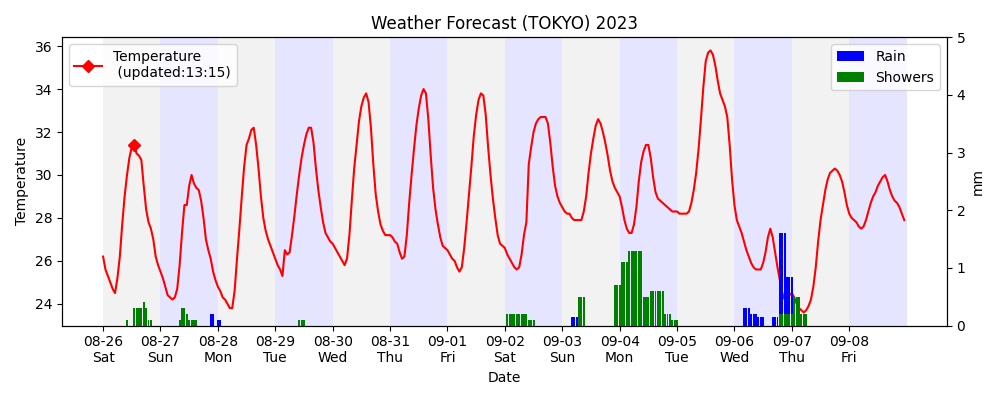 Weather Forecast (TOKYO) 2023
Temperature
(updated:13:15)
Rain
Showers
36
34
32
30
28
26
24
Temperature
5
4
3
2
1
0
mm
08-26 08-27 08-28 08-29 08-30 08-31 09-01 09-02 09-03 09-04 09-05 09-06 09-07 09-08
Sat Sun Mon Tue Wed Thu Fri Sat Sun Mon Tue Wed Thu Fri
Date